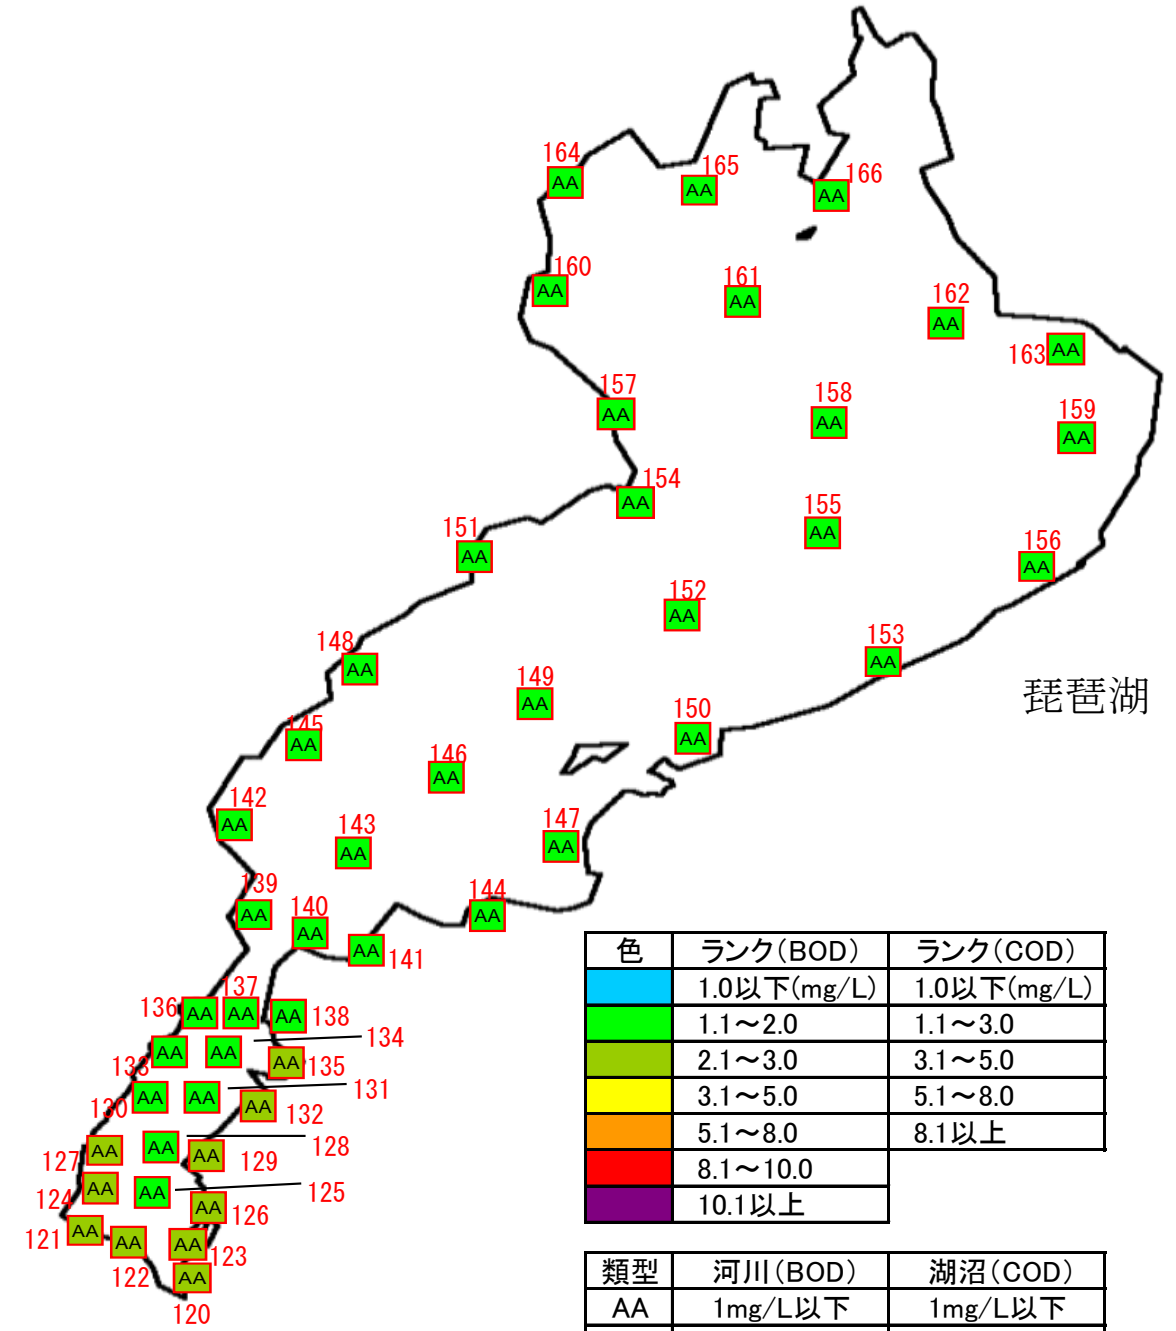 164
AA
165
AA
166
AA
160
AA
161
AA
162
AA
163 AA
157
AA
158
AA
159
AA
154
AA
155
AA
151
AA
156
AA
152
AA
153
AA
148
AA
149
AA
琵琶湖
150
AA
145
AA
146
AA
142
AA
143
AA
147
AA
139
AA
140
AA
144
AA
AA 141
137
136 AA AA AA 138
133 AA AA 134
AA 135
130 AA AA 131
AA 132
127 AA AA 128
AA 129
124 AA AA 125
AA 126
121 AA
122 AA
AA 123
AA
120
色 ランク(BOD) ランク(COD)
1.0以下(mg/L) 1.0以下(mg/L)
1.1～2.0 1.1～3.0
2.1～3.0 3.1～5.0
3.1～5.0 5.1～8.0
5.1～8.0 8.1以上
8.1～10.0
10.1以上
類型 河川(BOD) 湖沼(COD)
AA 1mg/L以下 1mg/L以下